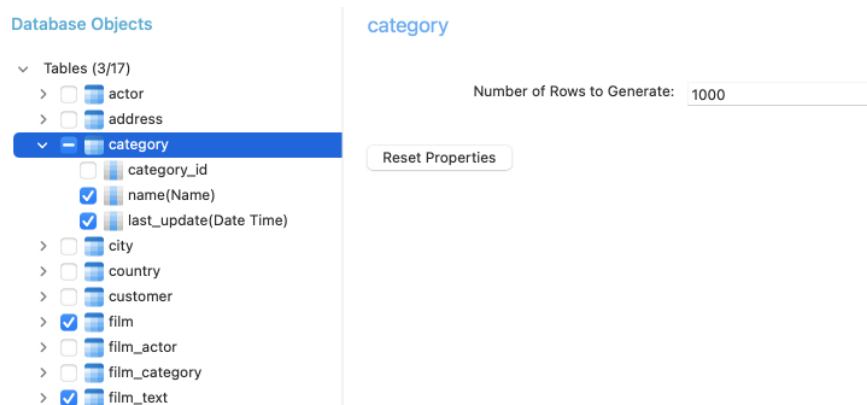 Database Objects
Tables (3/17)
actor
address
category
category_id
name(Name)
last_update(Date Time)
city
country
customer
film
film_actor
film_category
film_text
category
Number of Rows to Generate: 1000
Reset Properties